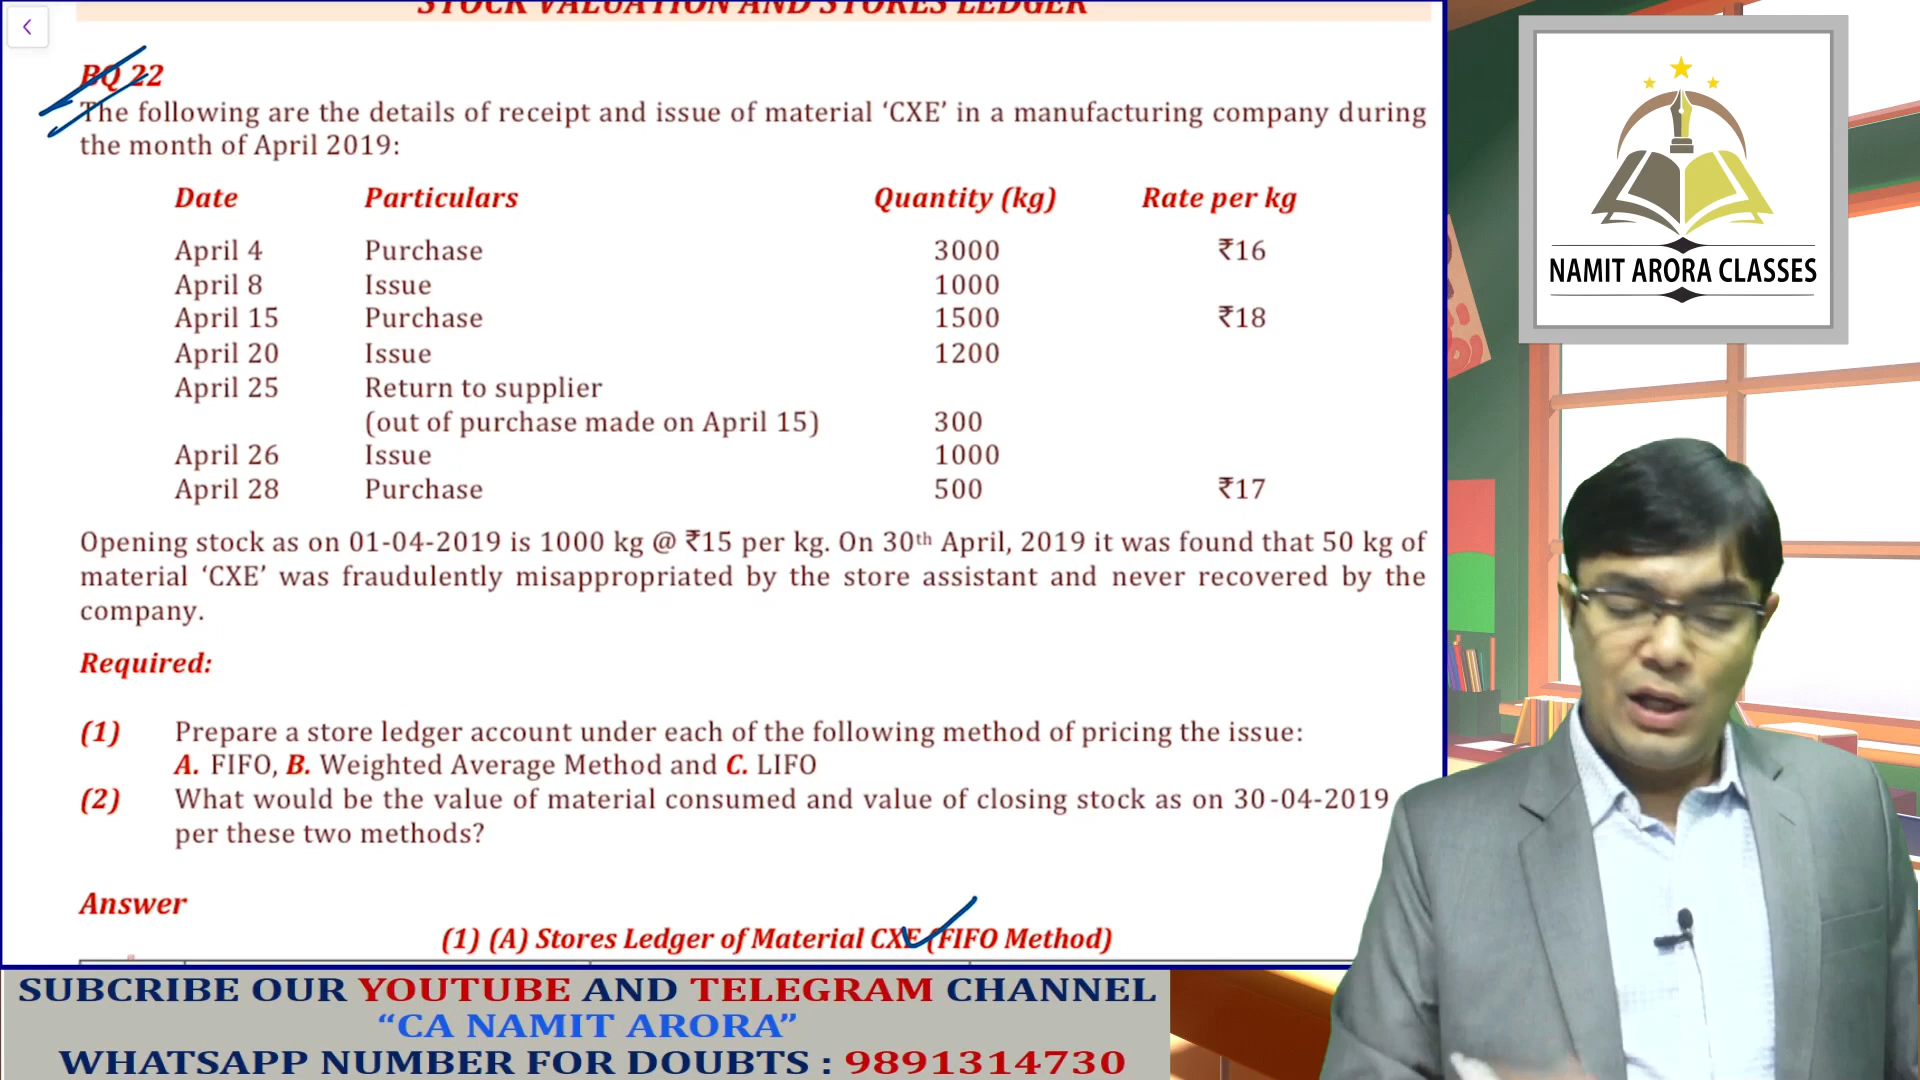 STOCK VALUATION AND STORES LEDGER
BQ 22
The following are the details of receipt and issue of material ‘CXE’ in a manufacturing company during
the month of April 2019:
Date Particulars Quantity (kg) Rate per kg
April 4 Purchase 3000 ₹16
April 8 Issue 1000
April 15 Purchase 1500 ₹18
April 20 Issue 1200
April 25 Return to supplier
(out of purchase made on April 15) 300
April 26 Issue 1000
April 28 Purchase 500 ₹17
Opening stock as on 01-04-2019 is 1000 kg @ ₹15 per kg. On 30th April, 2019 it was found that 50 kg of
material ‘CXE’ was fraudulently misappropriated by the store assistant and never recovered by the
company.
Required:
(1) Prepare a store ledger account under each of the following method of pricing the issue:
A. FIFO, B. Weighted Average Method and C. LIFO
(2) What would be the value of material consumed and value of closing stock as on 30-04-2019
per these two methods?
Answer
(1) (A) Stores Ledger of Material CXE (FIFO Method)
NAMIT ARORA CLASSES
SUBCRIBE OUR YOUTUBE AND TELEGRAM CHANNEL
“CA NAMIT ARORA”
WHATSAPP NUMBER FOR DOUBTS : 9891314730